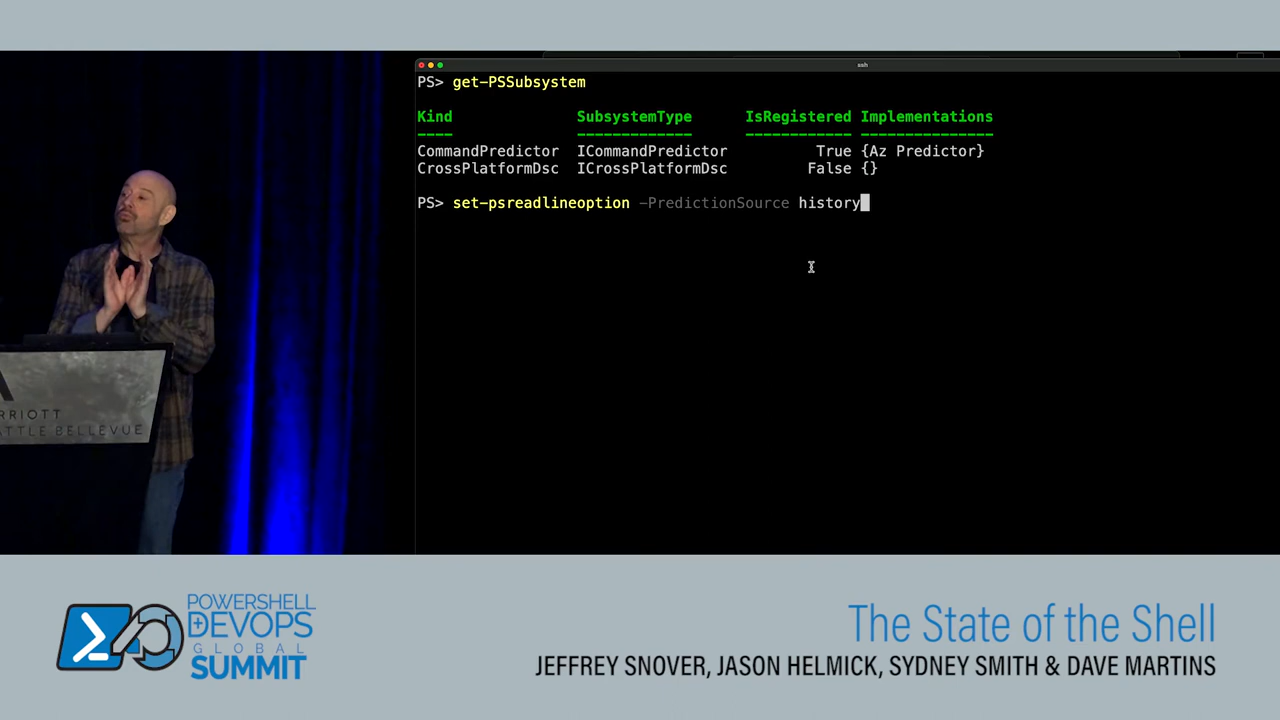 ssh
PS> get-PSSubsystem
Kind SubsystemType IsRegistered Implementations
---- ------------- ------------ ---------------
CommandPredictor ICommandPredictor True {Az Predictor}
CrossPlatformDsc ICrossPlatformDsc False {}
PS> set-psreadlineoption -PredictionSource history
RRIOTT
ATTLE BELLEVUE
POWERSHELL
+DEVOPS
GLOBAL
SUMMIT
The State of the Shell
JEFFREY SNOVER, JASON HELMICK, SYDNEY SMITH & DAVE MARTINS